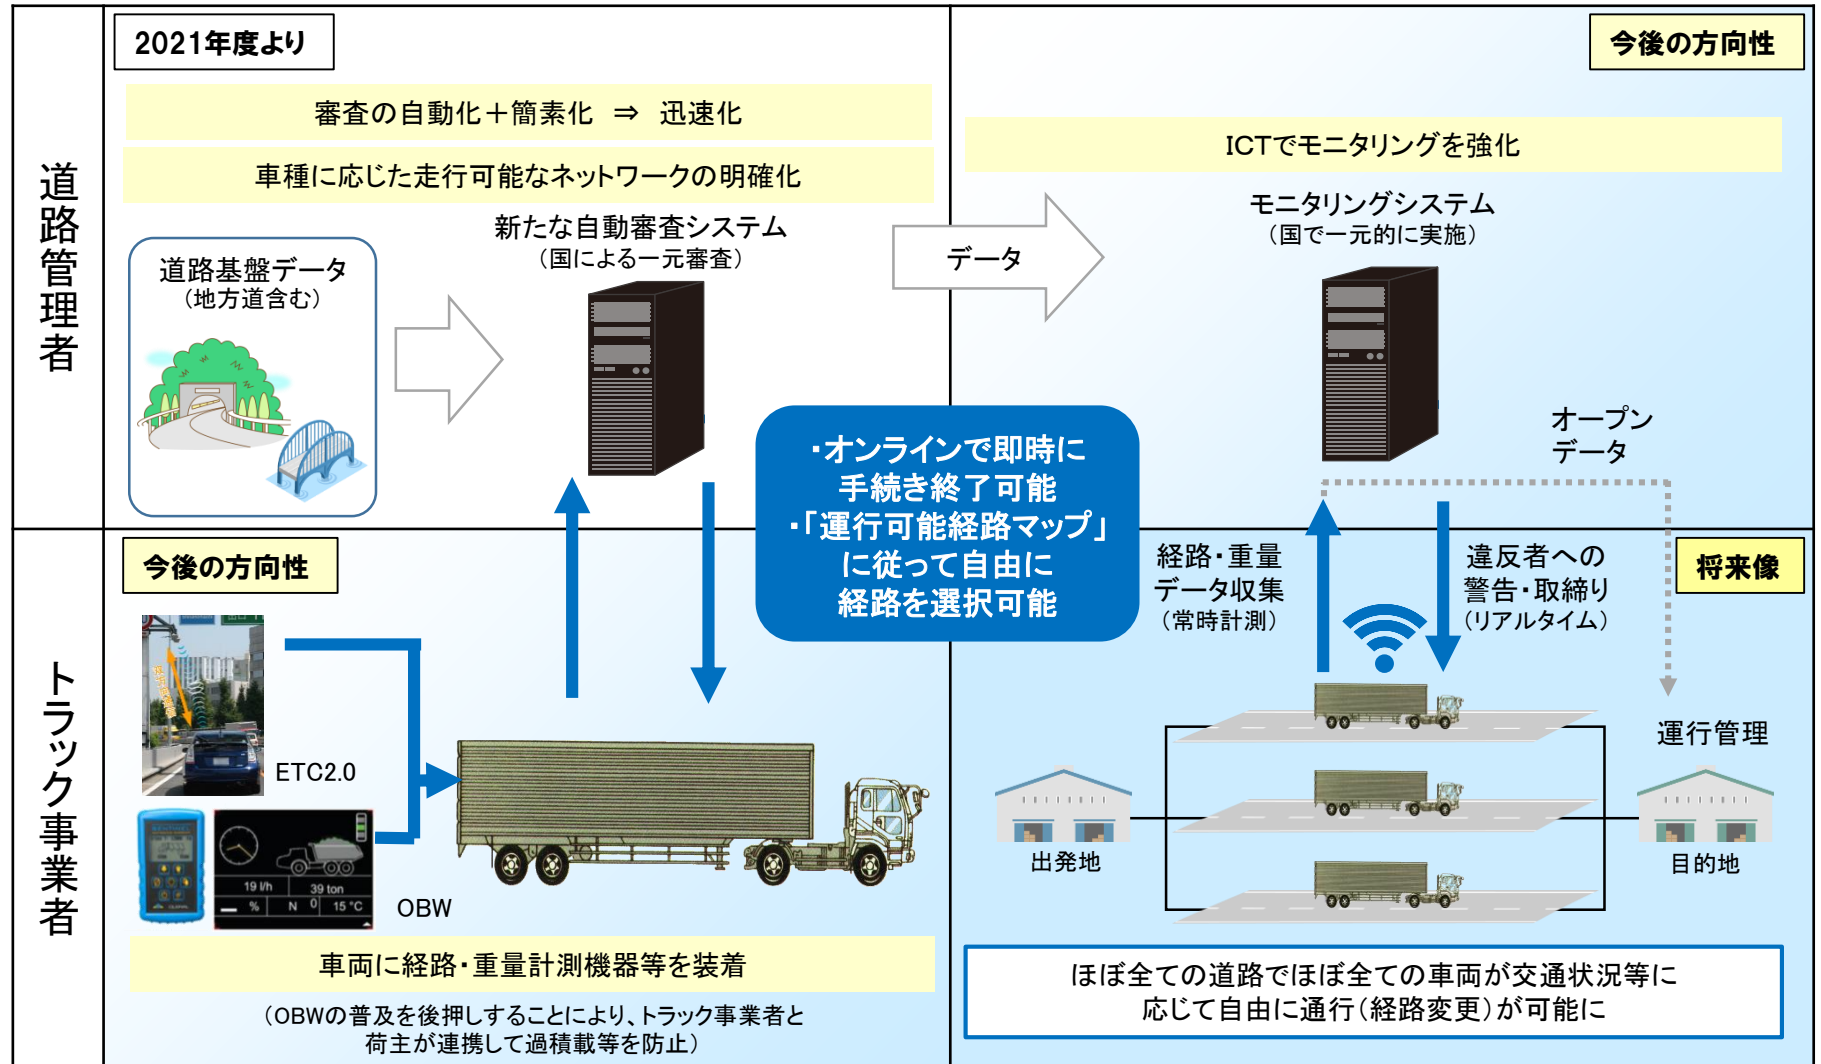 道路管理者
2021年度より
審査の自動化＋簡素化 ⇒ 迅速化
車種に応じた走行可能なネットワークの明確化
新たな自動審査システム
（国による一元審査）
道路基盤データ
（地方道含む）
データ
今後の方向性
ICTでモニタリングを強化
モニタリングシステム
（国で一元的に実施）
オープン
データ
・オンラインで即時に
手続き終了可能
・「運行可能経路マップ」
に従って自由に
経路を選択可能
トラック事業者
今後の方向性
ETC2.0
19 l/h
39 ton
%
N
0
15 °C
OBW
車両に経路・重量計測機器等を装着
（OBWの普及を後押しすることにより、トラック事業者と
荷主が連携して過積載等を防止）
将来像
経路・重量
データ収集
（常時計測）
違反者への
警告・取締り
（リアルタイム）
運行管理
出発地
目的地
ほぼ全ての道路でほぼ全ての車両が交通状況等に
応じて自由に通行（経路変更）が可能に